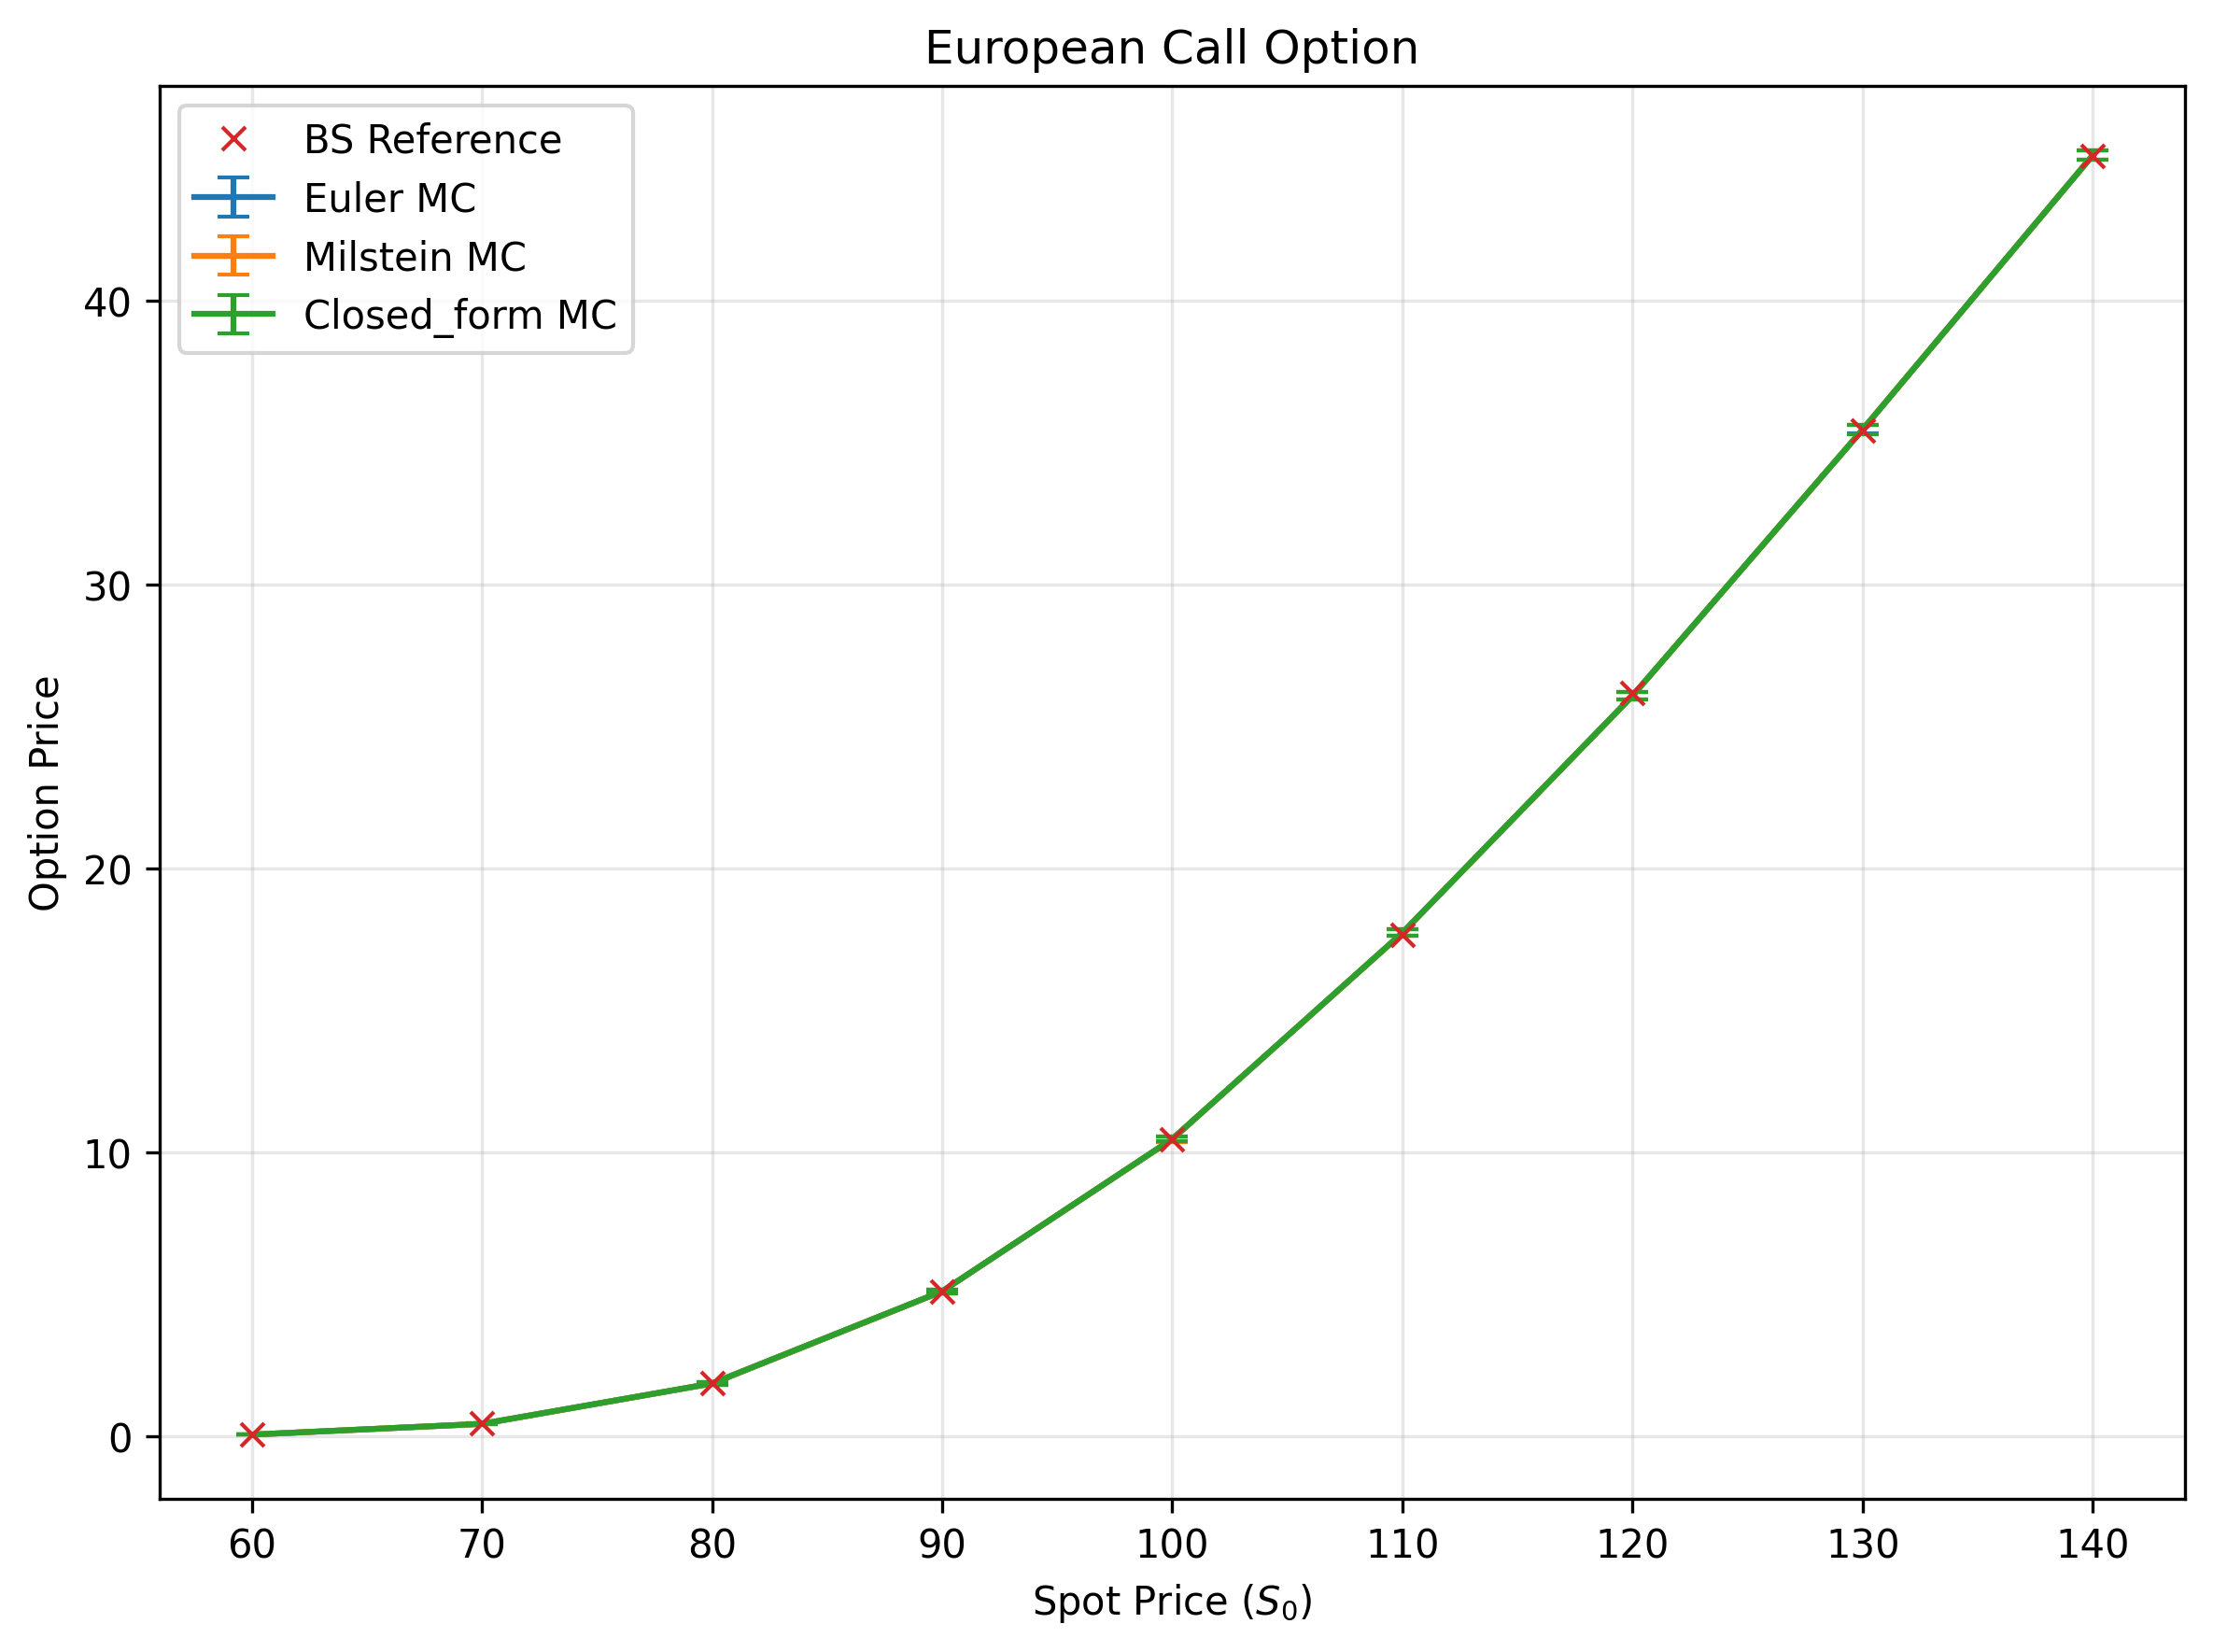 European Call Option
BS Reference
Euler MC
Milstein MC
Closed_form MC
Option Price
40
30
20
10
0
60 70 80 90 100 110 120 130 140
Spot Price (S₀)